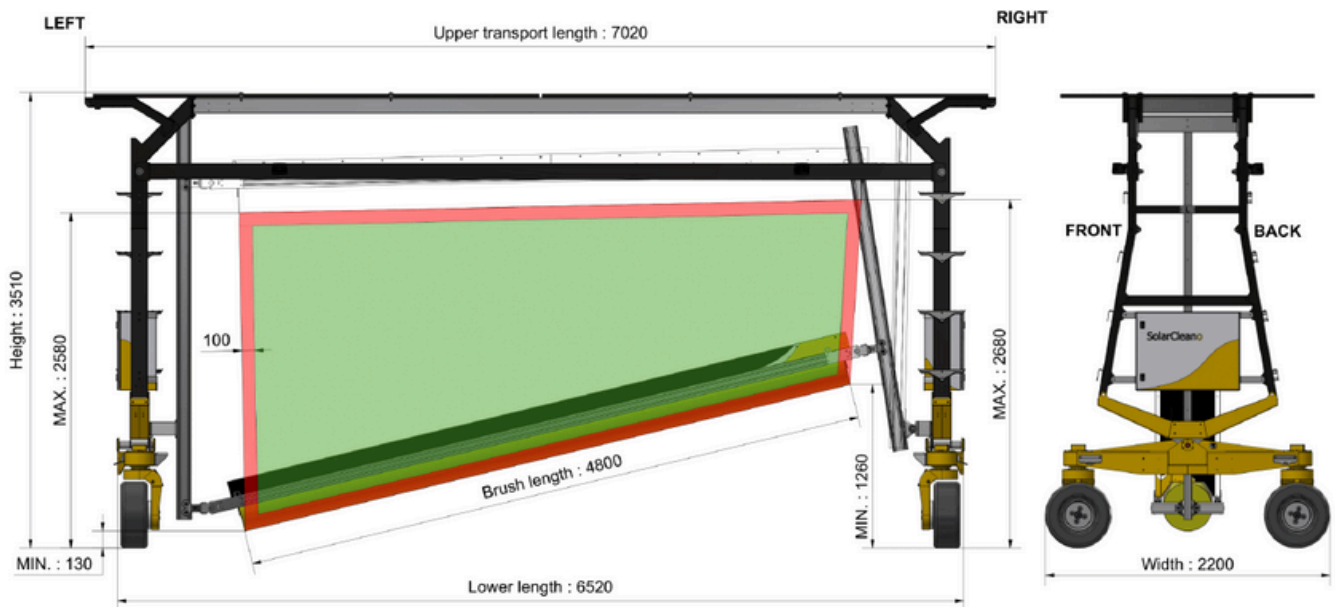 LEFT
RIGHT
Upper transport length : 7020
Height : 3510
MAX. : 2580
100
Brush length : 4800
MIN. : 1260
MAX. : 2680
MIN. : 130
Lower length : 6520
FRONT
BACK
SolarCleano
Width : 2200